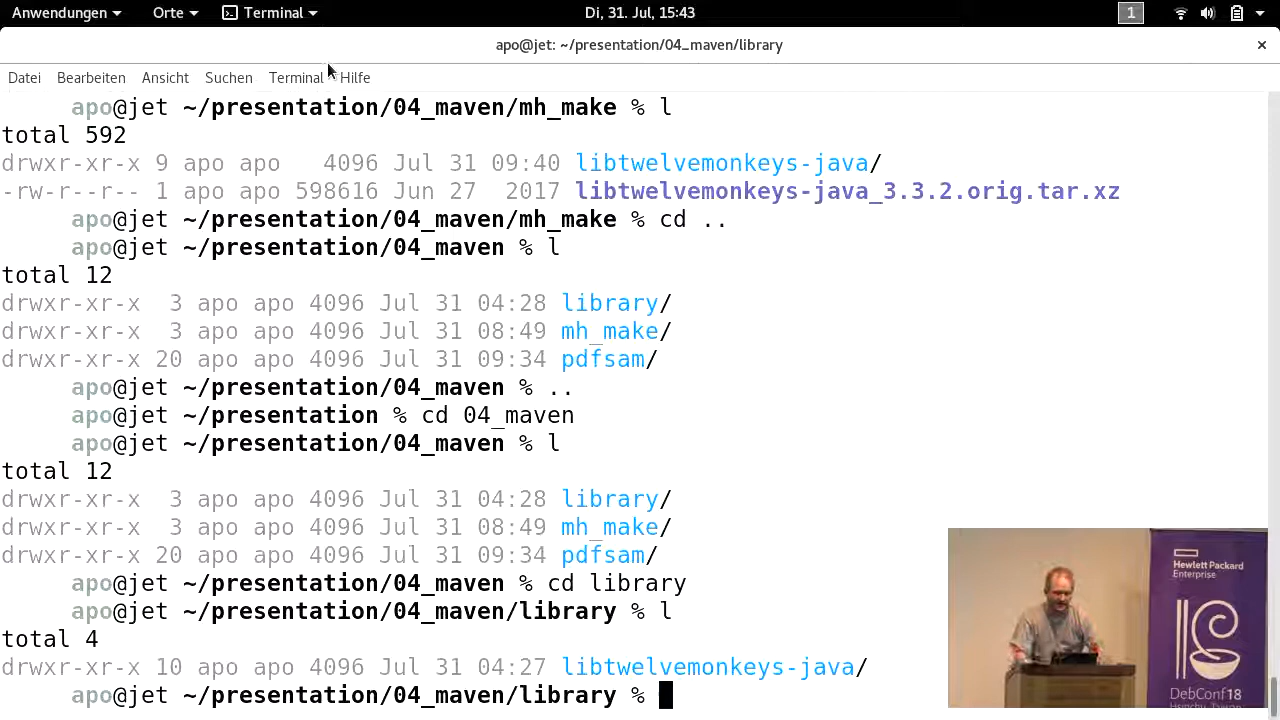 Anwendungen Orte Terminal Di, 31. Jul, 15:43 1
apo@jet: ~/presentation/04_maven/library ×
Datei Bearbeiten Ansicht Suchen Terminal Hilfe
apo@jet ~/presentation/04_maven/mh_make % l
total 592
drwxr-xr-x 9 apo apo   4096 Jul 31 09:40 libtwelvemonkeys-java/
-rw-r--r-- 1 apo apo 598616 Jun 27  2017 libtwelvemonkeys-java_3.3.2.orig.tar.xz
apo@jet ~/presentation/04_maven/mh_make % cd ..
apo@jet ~/presentation/04_maven % l
total 12
drwxr-xr-x  3 apo apo 4096 Jul 31 04:28 library/
drwxr-xr-x  3 apo apo 4096 Jul 31 08:49 mh_make/
drwxr-xr-x 20 apo apo 4096 Jul 31 09:34 pdfsam/
apo@jet ~/presentation/04_maven % ..
apo@jet ~/presentation % cd 04_maven
apo@jet ~/presentation/04_maven % l
total 12
drwxr-xr-x  3 apo apo 4096 Jul 31 04:28 library/
drwxr-xr-x  3 apo apo 4096 Jul 31 08:49 mh_make/
drwxr-xr-x 20 apo apo 4096 Jul 31 09:34 pdfsam/
apo@jet ~/presentation/04_maven % cd library
apo@jet ~/presentation/04_maven/library % l
total 4
drwxr-xr-x 10 apo apo 4096 Jul 31 04:27 libtwelvemonkeys-java/
apo@jet ~/presentation/04_maven/library %
Hewlett Packard
Enterprise
DebConf18
Hsinchu, Taiwan